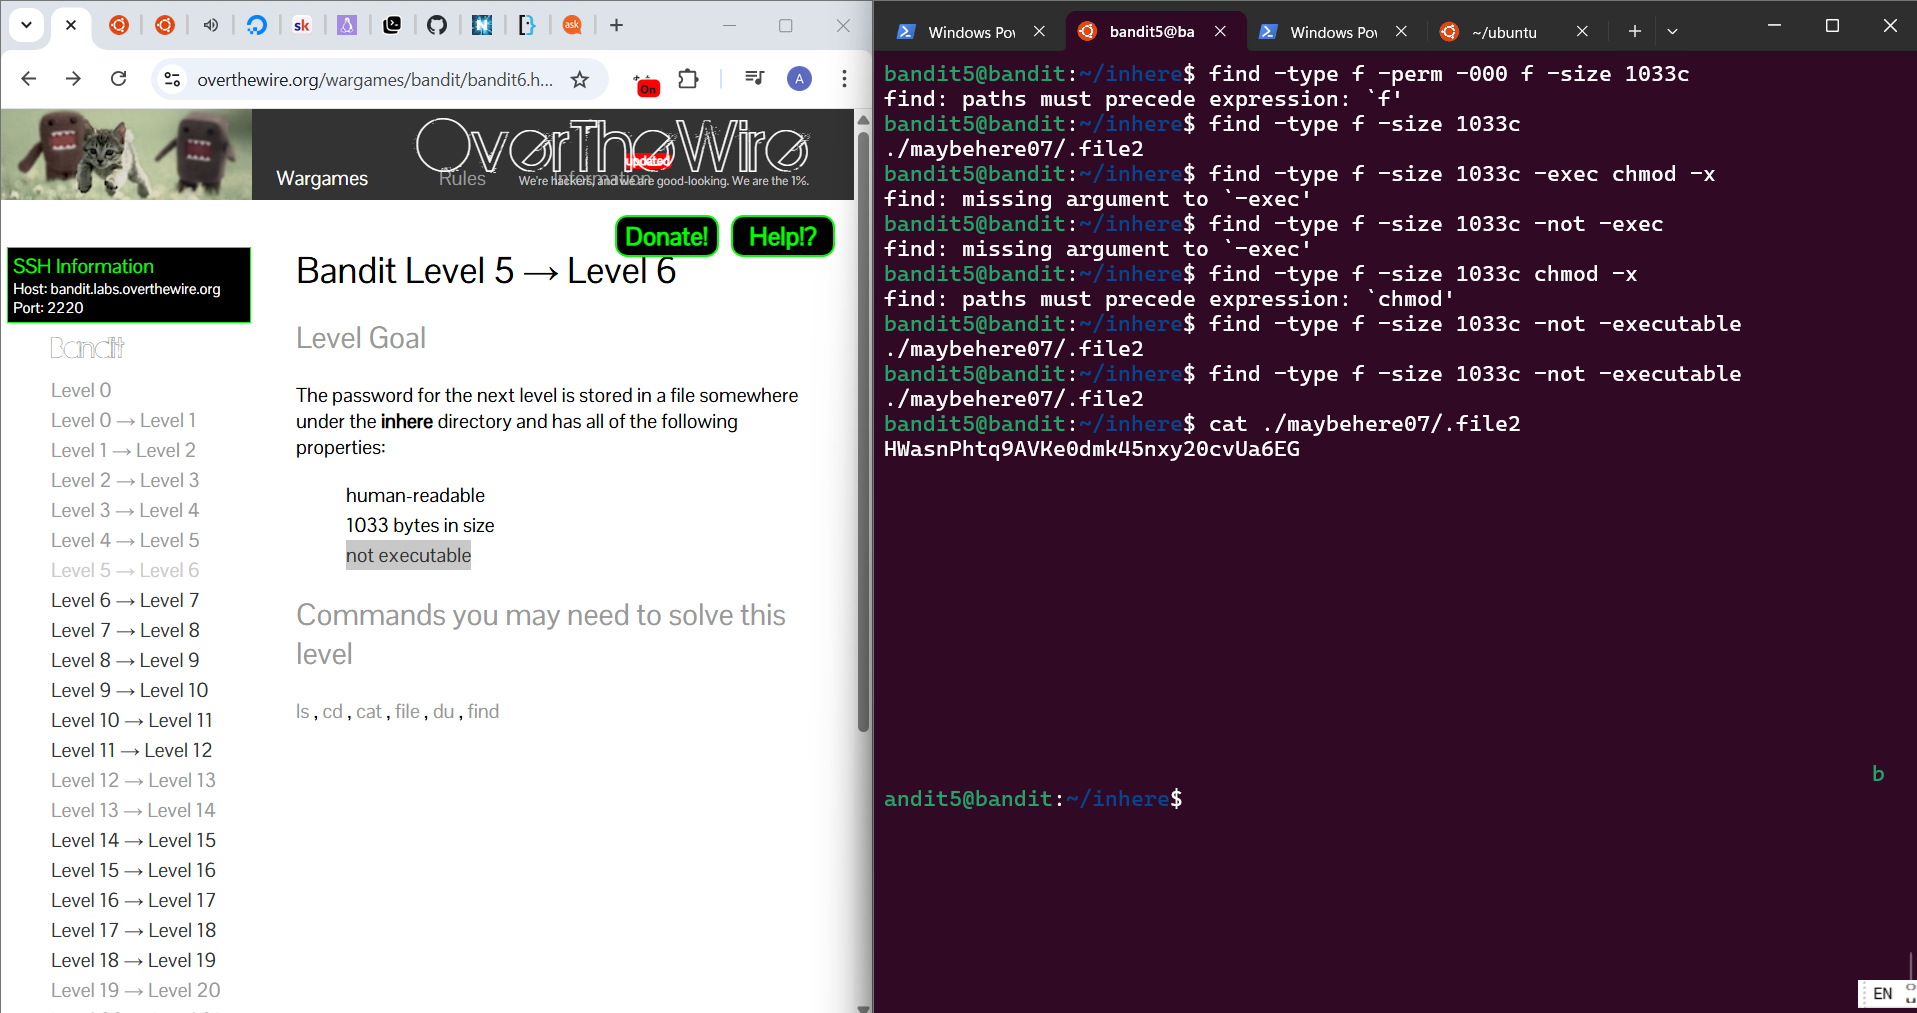 sk
ask
overthewire.org/wargames/bandit/bandit6.h...
On
A
OverTheWire
updated
Wargames
Rules
Information
We're hackers, and we are good-looking. We are the 1%.
Donate!
Help!?
SSH Information
Host: bandit.labs.overthewire.org
Port: 2220
Bandit
Level 0
Level 0 → Level 1
Level 1 → Level 2
Level 2 → Level 3
Level 3 → Level 4
Level 4 → Level 5
Level 5 → Level 6
Level 6 → Level 7
Level 7 → Level 8
Level 8 → Level 9
Level 9 → Level 10
Level 10 → Level 11
Level 11 → Level 12
Level 12 → Level 13
Level 13 → Level 14
Level 14 → Level 15
Level 15 → Level 16
Level 16 → Level 17
Level 17 → Level 18
Level 18 → Level 19
Level 19 → Level 20
Bandit Level 5 → Level 6
Level Goal
The password for the next level is stored in a file somewhere
under the inhere directory and has all of the following
properties:
human-readable
1033 bytes in size
not executable
Commands you may need to solve this
level
ls , cd , cat , file , du , find
Windows Pov
bandit5@ba
Windows Pov
~/ubuntu
bandit5@bandit:~/inhere$ find -type f -perm -000 f -size 1033c
find: paths must precede expression: `f'
bandit5@bandit:~/inhere$ find -type f -size 1033c
./maybehere07/.file2
bandit5@bandit:~/inhere$ find -type f -size 1033c -exec chmod -x
find: missing argument to `-exec'
bandit5@bandit:~/inhere$ find -type f -size 1033c -not -exec
find: missing argument to `-exec'
bandit5@bandit:~/inhere$ find -type f -size 1033c chmod -x
find: paths must precede expression: `chmod'
bandit5@bandit:~/inhere$ find -type f -size 1033c -not -executable
./maybehere07/.file2
bandit5@bandit:~/inhere$ find -type f -size 1033c -not -executable
./maybehere07/.file2
bandit5@bandit:~/inhere$ cat ./maybehere07/.file2
HWasnPhtq9AVKe0dmk45nxy20cvUa6EG
b
andit5@bandit:~/inhere$
EN